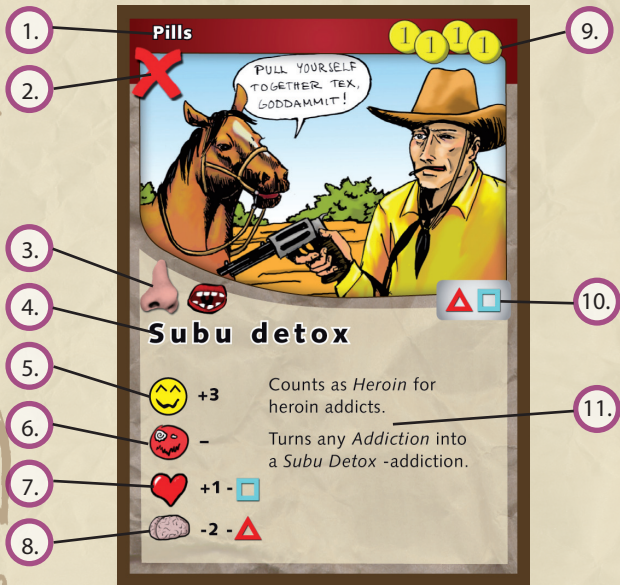 1.
Pills
1 1 1 1
9.
2.
PULL YOURSELF
TOGETHER TEX,
GODDAMMIT!
3.
10.
4.
Subu detox
5.
+3
Counts as Heroin for
heroin addicts.
11.
6.
–
Turns any Addiction into
a Subu Detox -addiction.
7.
+1 -
8.
-2 -